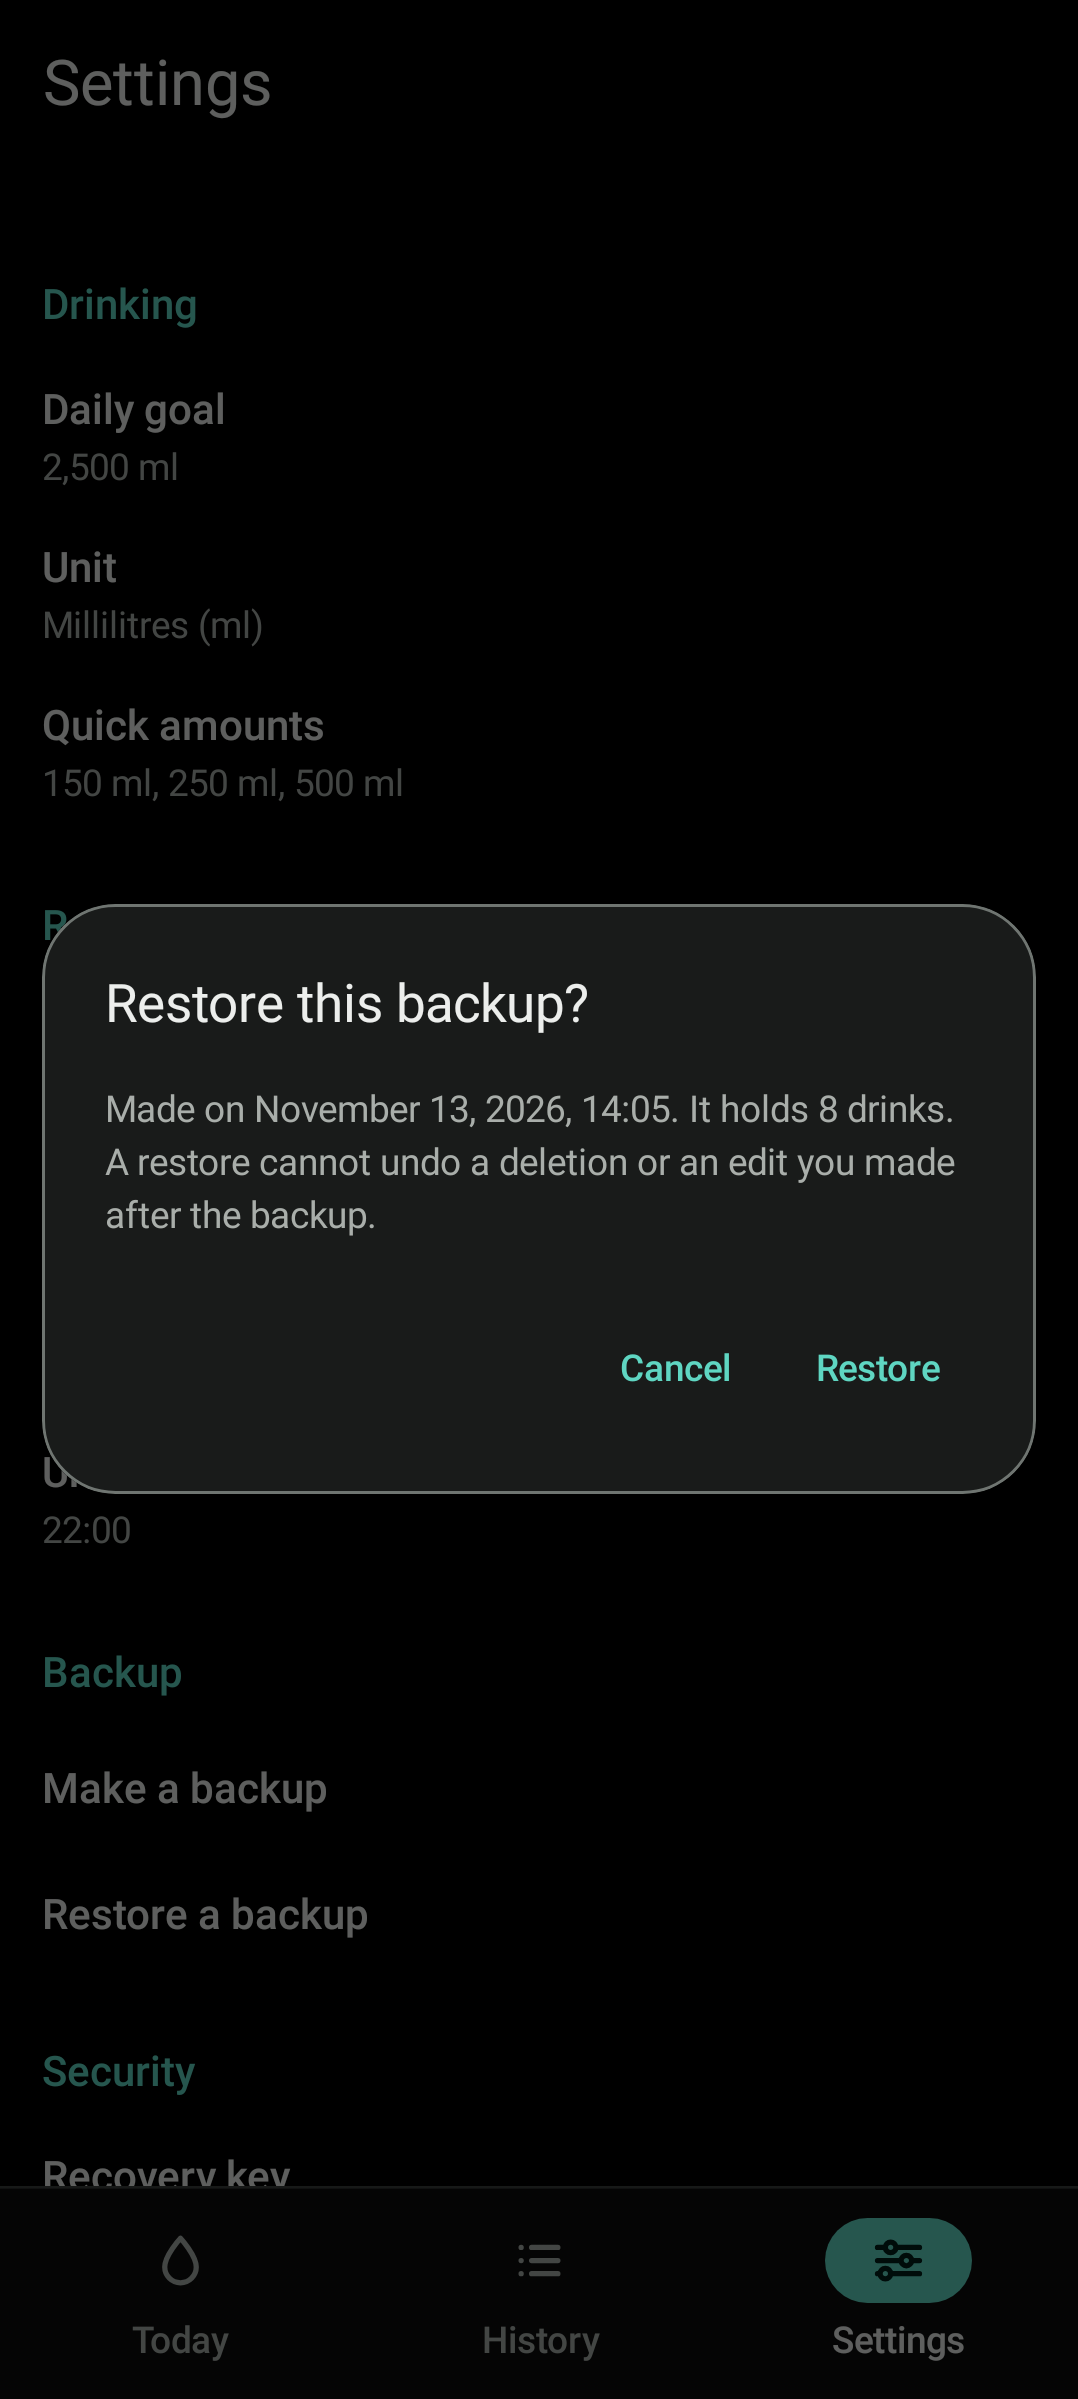 Settings
Drinking
Daily goal
2,500 ml
Unit
Millilitres (ml)
Quick amounts
150 ml, 250 ml, 500 ml
Restore this backup?
Made on November 13, 2026, 14:05. It holds 8 drinks.
A restore cannot undo a deletion or an edit you made
after the backup.
Cancel
Restore
22:00
Backup
Make a backup
Restore a backup
Security
Recovery key
Today
History
Settings